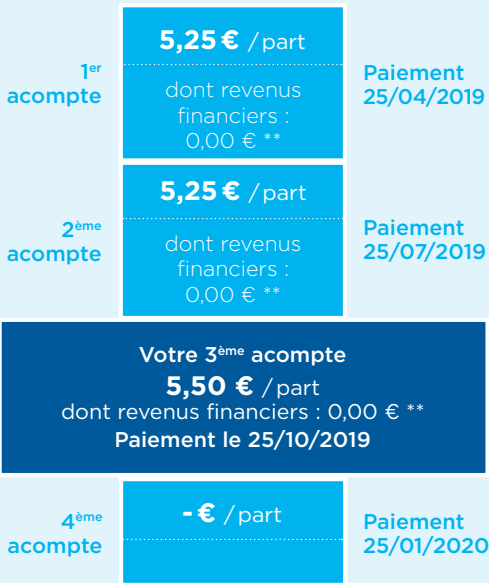 1er
acompte
5,25 € / part
dont revenus
financiers :
0,00 € **
Paiement
25/04/2019
2ème
acompte
5,25 € / part
dont revenus
financiers :
0,00 € **
Paiement
25/07/2019
Votre 3ème acompte
5,50 € / part
dont revenus financiers : 0,00 € **
Paiement le 25/10/2019
4ème
acompte
- € / part
Paiement
25/01/2020